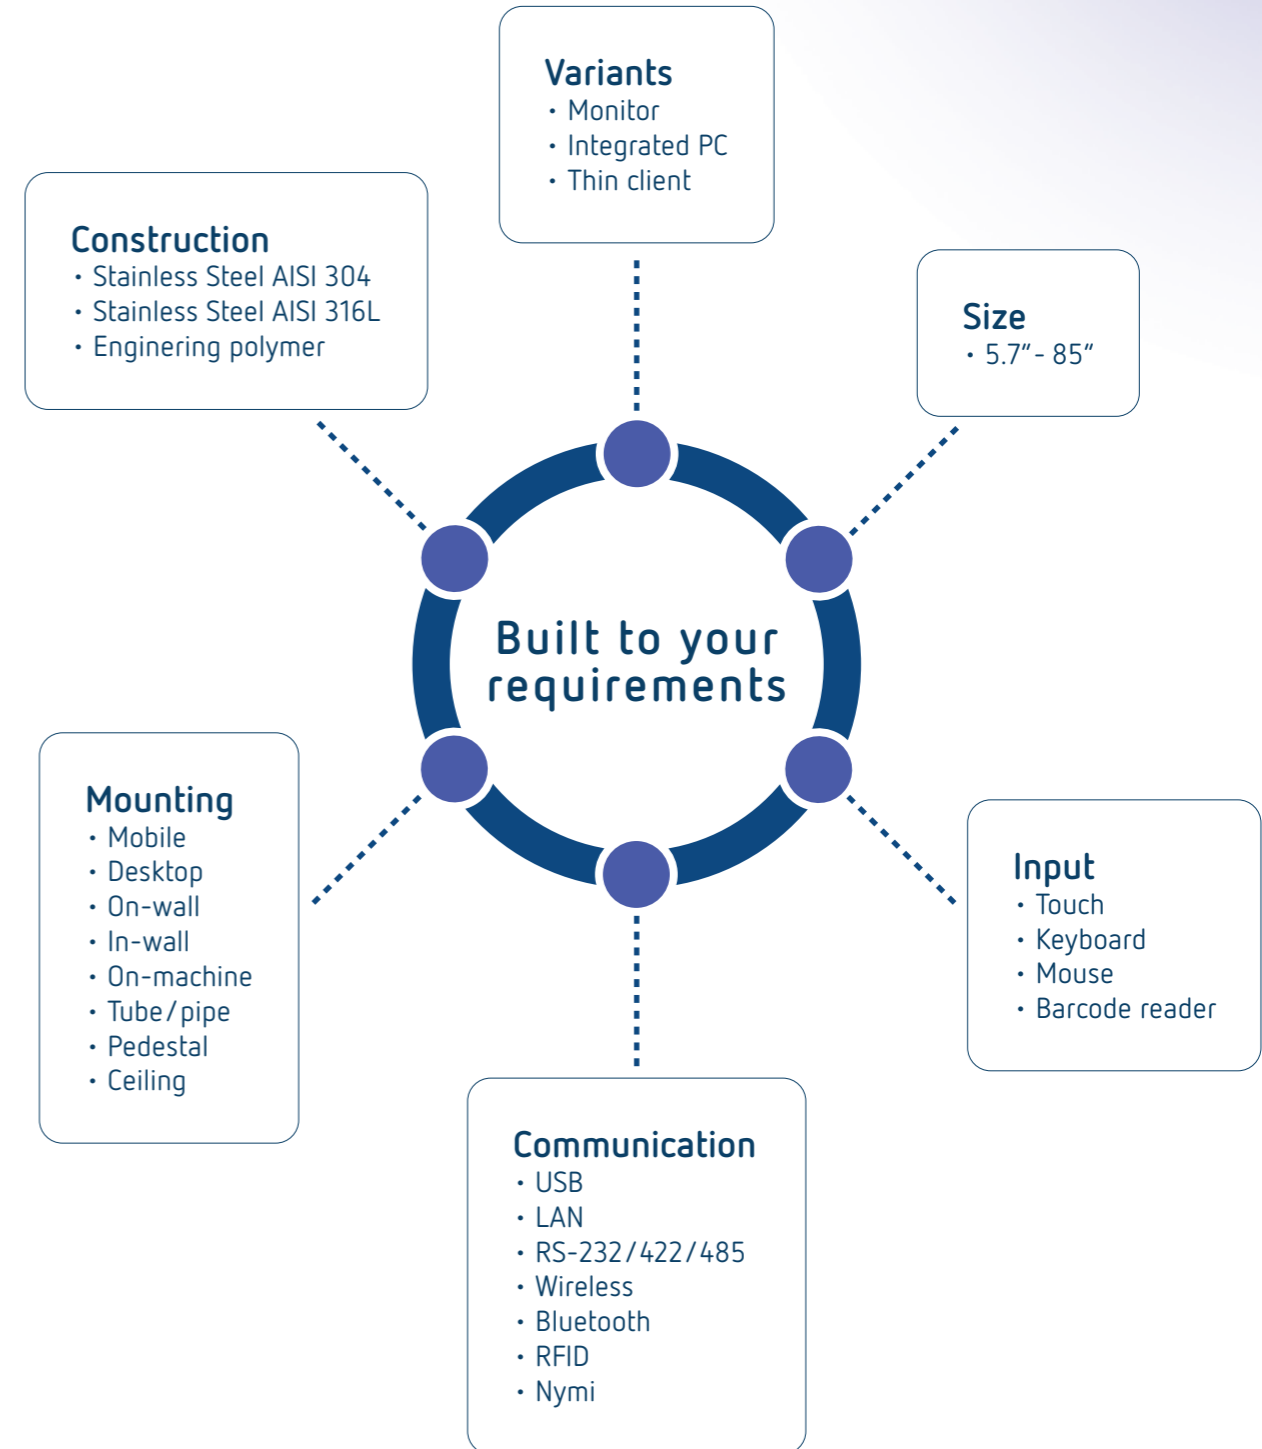 Variants
• Monitor
• Integrated PC
• Thin client
Construction
• Stainless Steel AISI 304
• Stainless Steel AISI 316L
• Enginering polymer
Size
• 5.7“- 85“
Built to your
requirements
Mounting
• Mobile
• Desktop
• On-wall
• In-wall
• On-machine
• Tube/pipe
• Pedestal
• Ceiling
Input
• Touch
• Keyboard
• Mouse
• Barcode reader
Communication
• USB
• LAN
• RS-232/422/485
• Wireless
• Bluetooth
• RFID
• Nymi